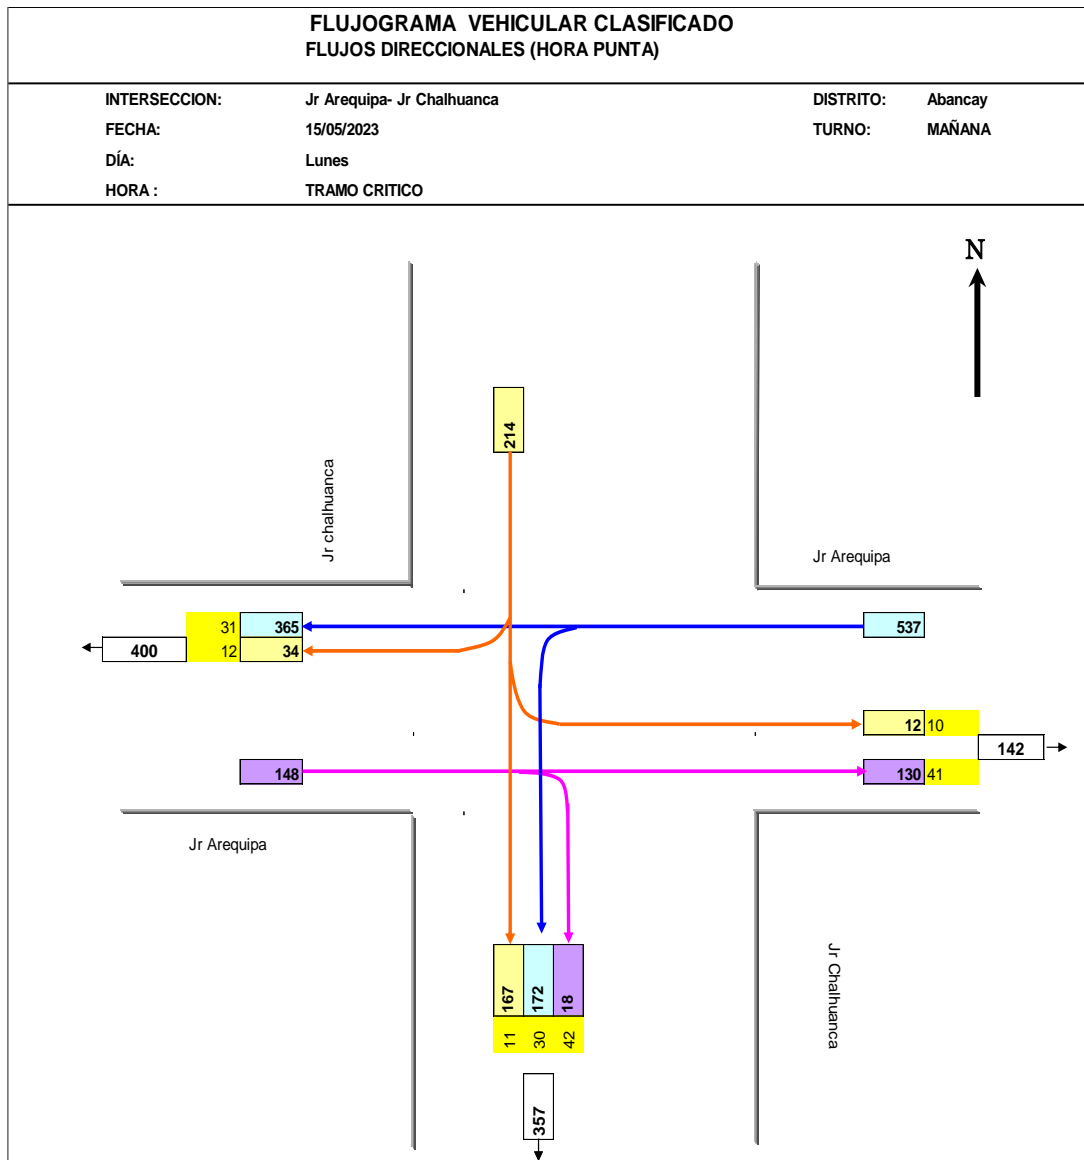 FLUJOGRAMA VEHICULAR CLASIFICADO
FLUJOS DIRECCIONALES (HORA PUNTA)
INTERSECCION: Jr Arequipa- Jr Chalhuanca DISTRITO: Abancay
FECHA: 15/05/2023 TURNO: MAÑANA
DÍA: Lunes
HORA : TRAMO CRITICO
N
214
Jr chalhuanca
Jr Arequipa
31 365 537
400 12 34
12 10
142
148 130 41
Jr Arequipa
167 172 18
Jr Chalhuanca
11 30 42
357